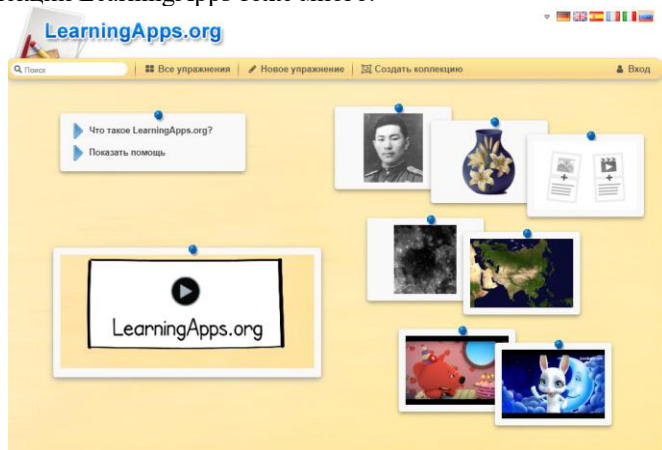 LearningApps.org
Поиск
Все упражнения
Новое упражнение
Создать коллекцию
Вход
Что такое LearningApps.org?
Показать помощь
LearningApps.org